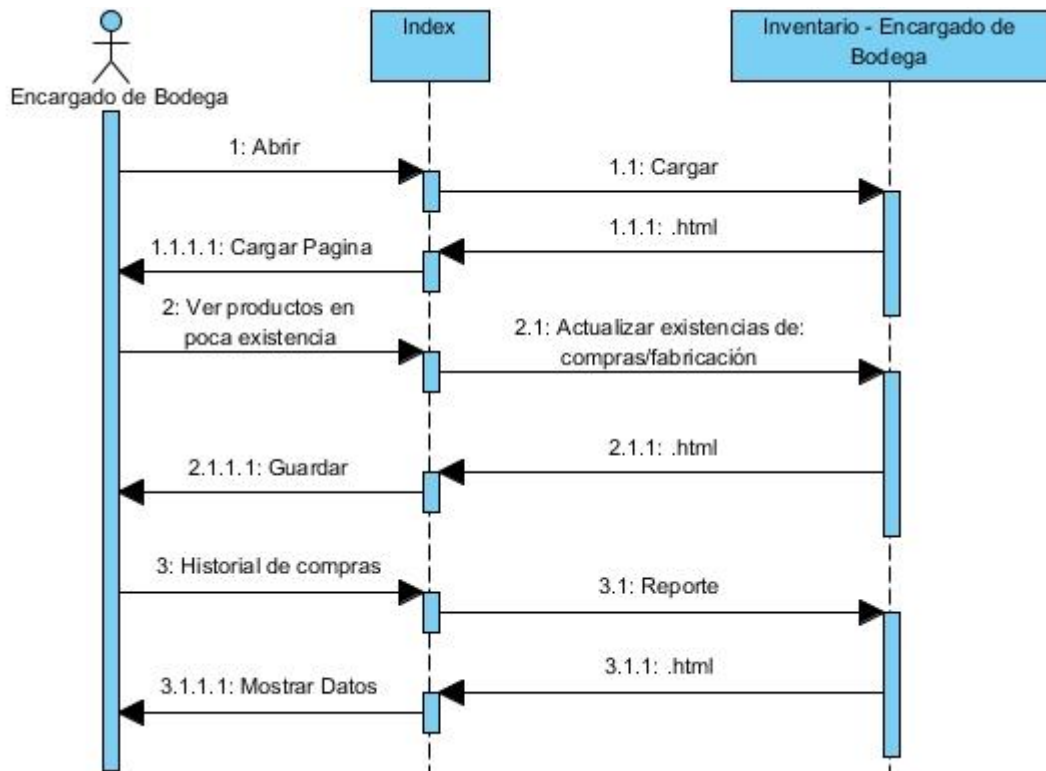 Index
Inventario - Encargado de
Bodega
Encargado de Bodega
1: Abrir
1.1: Cargar
1.1.1: .html
1.1.1.1: Cargar Pagina
2: Ver productos en
poca existencia
2.1: Actualizar existencias de:
compras/fabricación
2.1.1: .html
2.1.1.1: Guardar
3: Historial de compras
3.1: Reporte
3.1.1: .html
3.1.1.1: Mostrar Datos